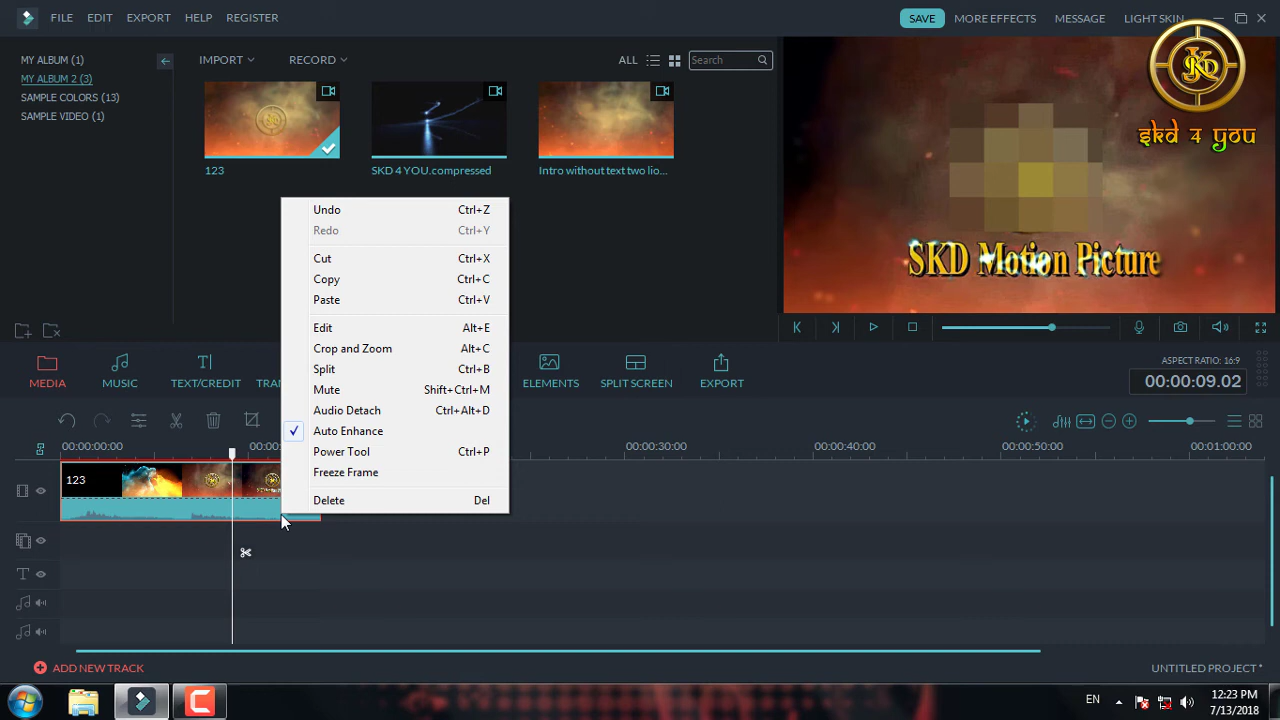 FILE EDIT EXPORT HELP REGISTER SAVE MORE EFFECTS MESSAGE LIGHT SKIN
MY ALBUM (1)
MY ALBUM 2 (3)
SAMPLE COLORS (13)
SAMPLE VIDEO (1)
IMPORT RECORD ALL Search
123 SKD 4 YOU.compressed Intro without text two lio...
SKD
SKD 4 YOU
SKD Motion Picture
Undo Ctrl+Z
Redo Ctrl+Y
Cut Ctrl+X
Copy Ctrl+C
Paste Ctrl+V
Edit Alt+E
Crop and Zoom Alt+C
Split Ctrl+B
Mute Shift+Ctrl+M
Audio Detach Ctrl+Alt+D
Auto Enhance
Power Tool Ctrl+P
Freeze Frame
Delete Del
MEDIA MUSIC TEXT/CREDIT TRAN ELEMENTS SPLIT SCREEN EXPORT
ASPECT RATIO: 16:9
00:00:09.02
00:00:00:00 00:00: 00:00:30:00 00:00:40:00 00:00:50:00 00:01:00:00
123
ADD NEW TRACK
UNTITLED PROJECT *
EN
12:23 PM
7/13/2018